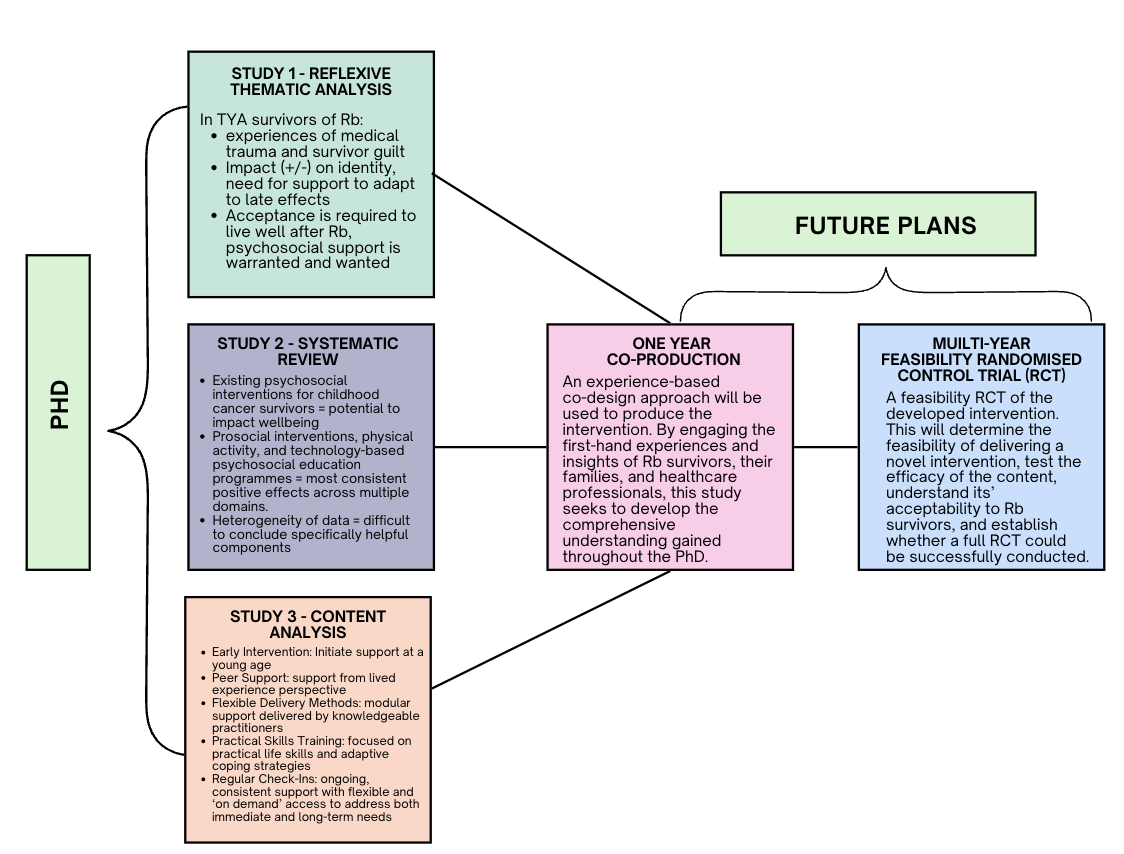 PHD
STUDY 1 - REFLEXIVE
THEMATIC ANALYSIS
In TYA survivors of Rb:
• experiences of medical
trauma and survivor guilt
• Impact (+/-) on identity,
need for support to adapt
to late effects
• Acceptance is required to
live well after Rb,
psychosocial support is
warranted and wanted
STUDY 2 - SYSTEMATIC
REVIEW
• Existing psychosocial
interventions for childhood
cancer survivors = potential to
impact wellbeing
• Prosocial interventions, physical
activity, and technology-based
psychosocial education
programmes = most consistent
positive effects across multiple
domains.
• Heterogeneity of data = difficult
to conclude specifically helpful
components
STUDY 3 - CONTENT
ANALYSIS
• Early Intervention: Initiate support at a
young age
• Peer Support: support from lived
experience perspective
• Flexible Delivery Methods: modular
support delivered by knowledgeable
practitioners
• Practical Skills Training: focused on
practical life skills and adaptive
coping strategies
• Regular Check-Ins: ongoing,
consistent support with flexible and
‘on demand’ access to address both
immediate and long-term needs
FUTURE PLANS
ONE YEAR
CO-PRODUCTION
An experience-based
co-design approach will be
used to produce the
intervention. By engaging the
first-hand experiences and
insights of Rb survivors, their
families, and healthcare
professionals, this study
seeks to develop the
comprehensive
understanding gained
throughout the PhD.
MUILTI-YEAR
FEASIBILITY RANDOMISED
CONTROL TRIAL (RCT)
A feasibility RCT of the
developed intervention.
This will determine the
feasibility of delivering a
novel intervention, test the
efficacy of the content,
understand its’
acceptability to Rb
survivors, and establish
whether a full RCT could
be successfully conducted.